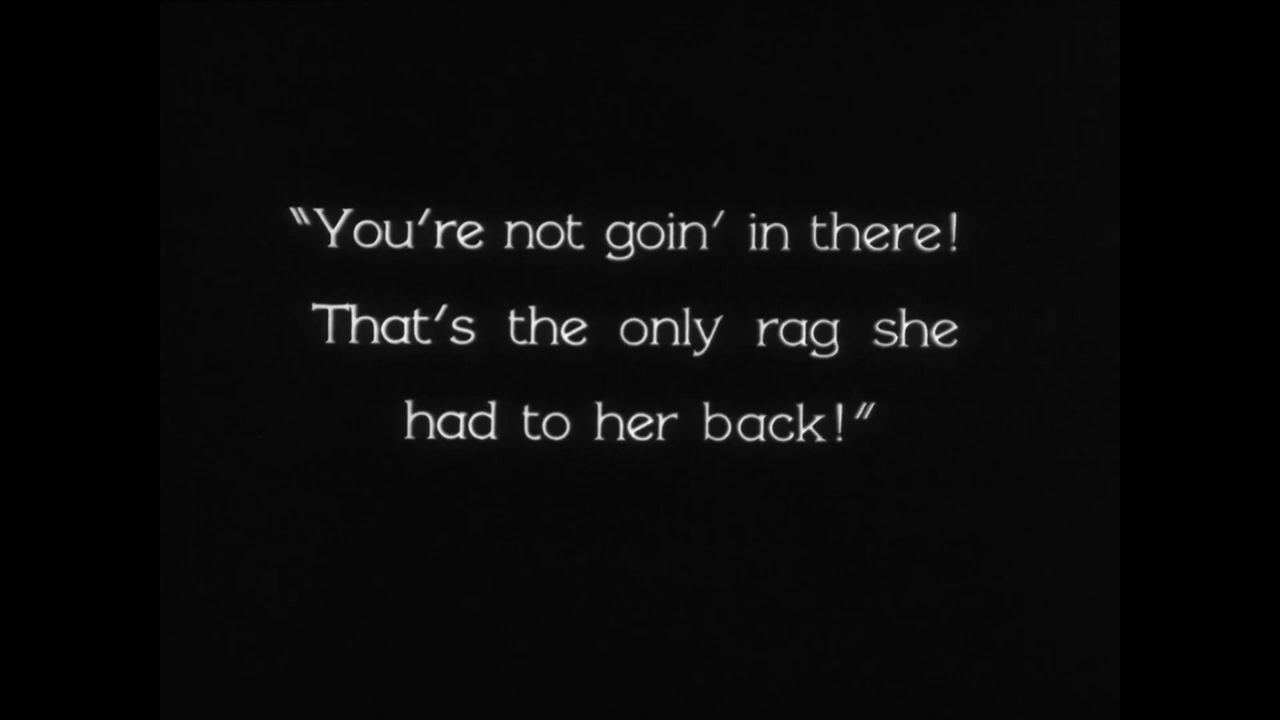 "You're not goin' in there!
That's the only rag she
had to her back!"